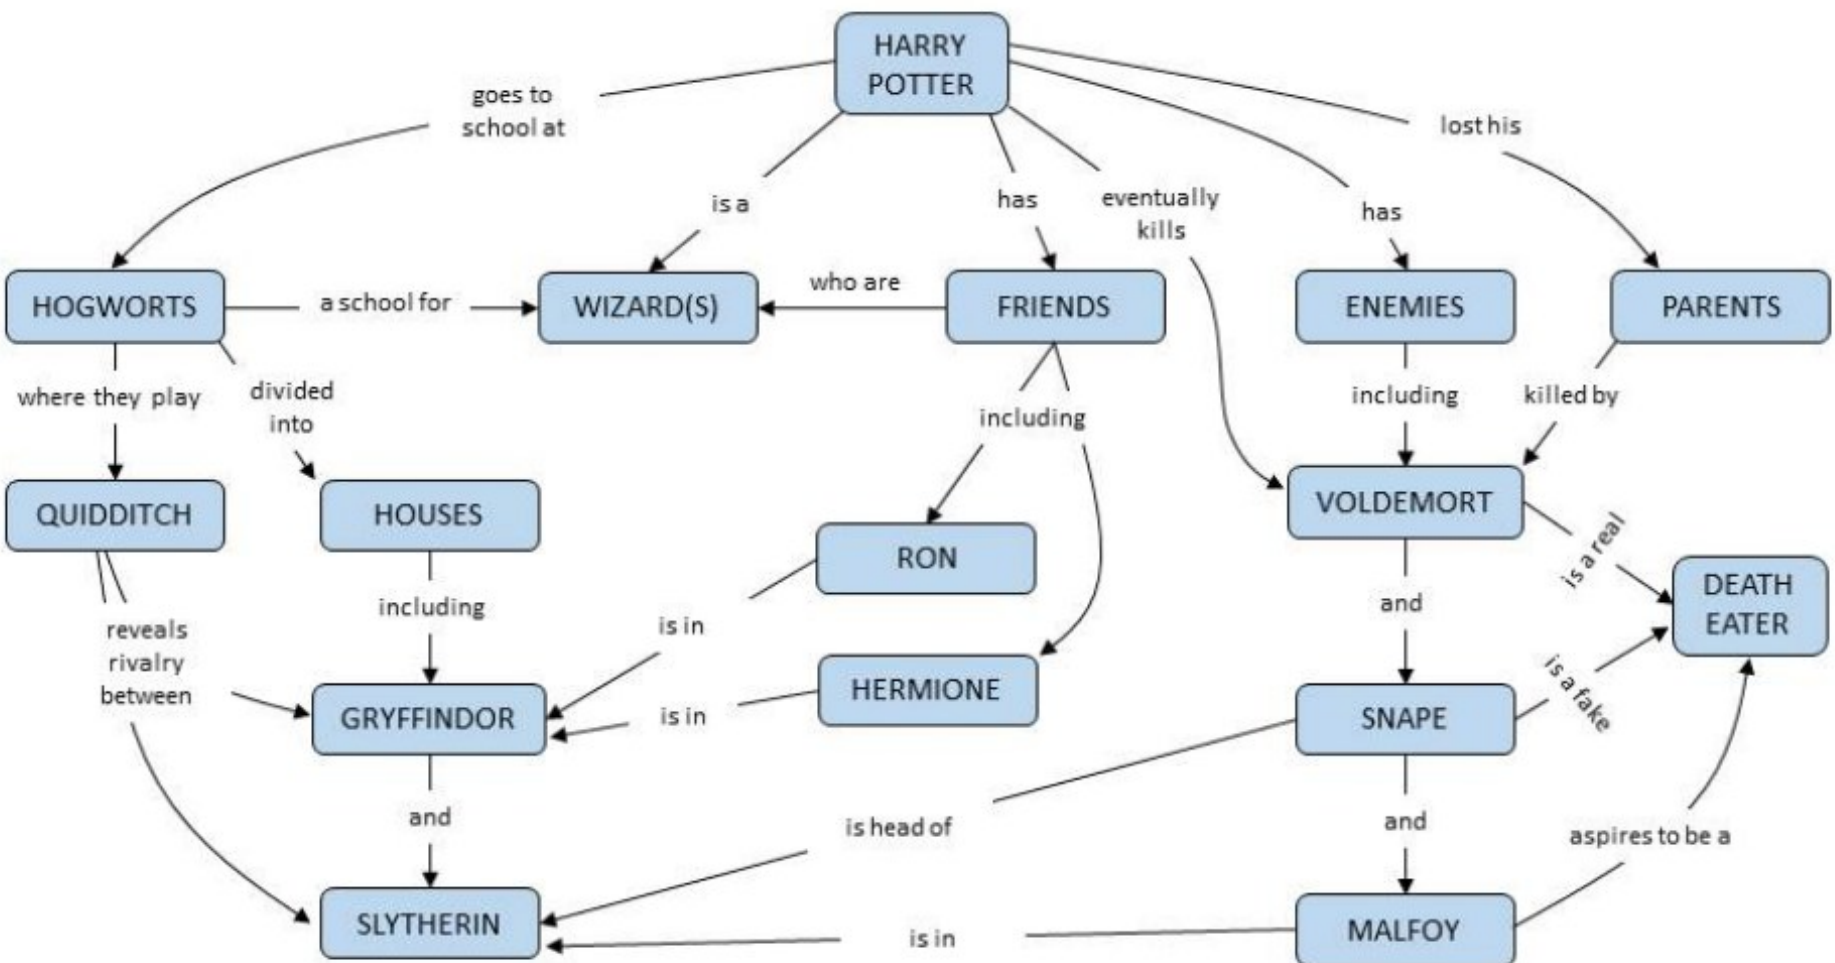 HARRY
POTTER
goes to
school at
lost his
is a
has
eventually
kills
has
HOGWORTS
a school for
WIZARD(S)
who are
FRIENDS
ENEMIES
PARENTS
where they play
divided
into
including
including
killed by
QUIDDITCH
HOUSES
RON
VOLDEMORT
is a real
DEATH
EATER
reveals
rivalry
between
including
is in
and
HERMIONE
is in
GRYFFINDOR
SNAPE
is a fake
and
is head of
and
aspires to be a
SLYTHERIN
is in
MALFOY